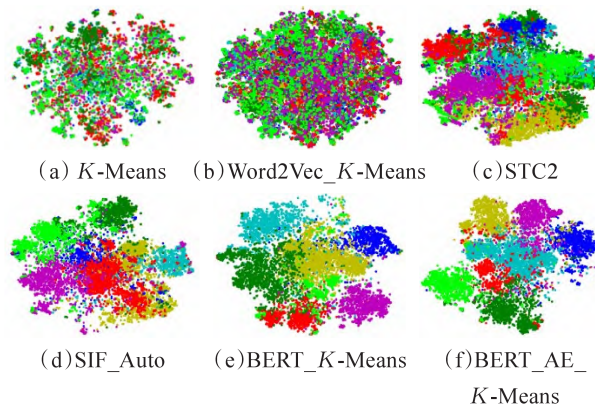 (a) K-Means (b)Word2Vec_K-Means (c)STC2
(d)SIF_Auto (e)BERT_K-Means (f)BERT_AE_
K-Means